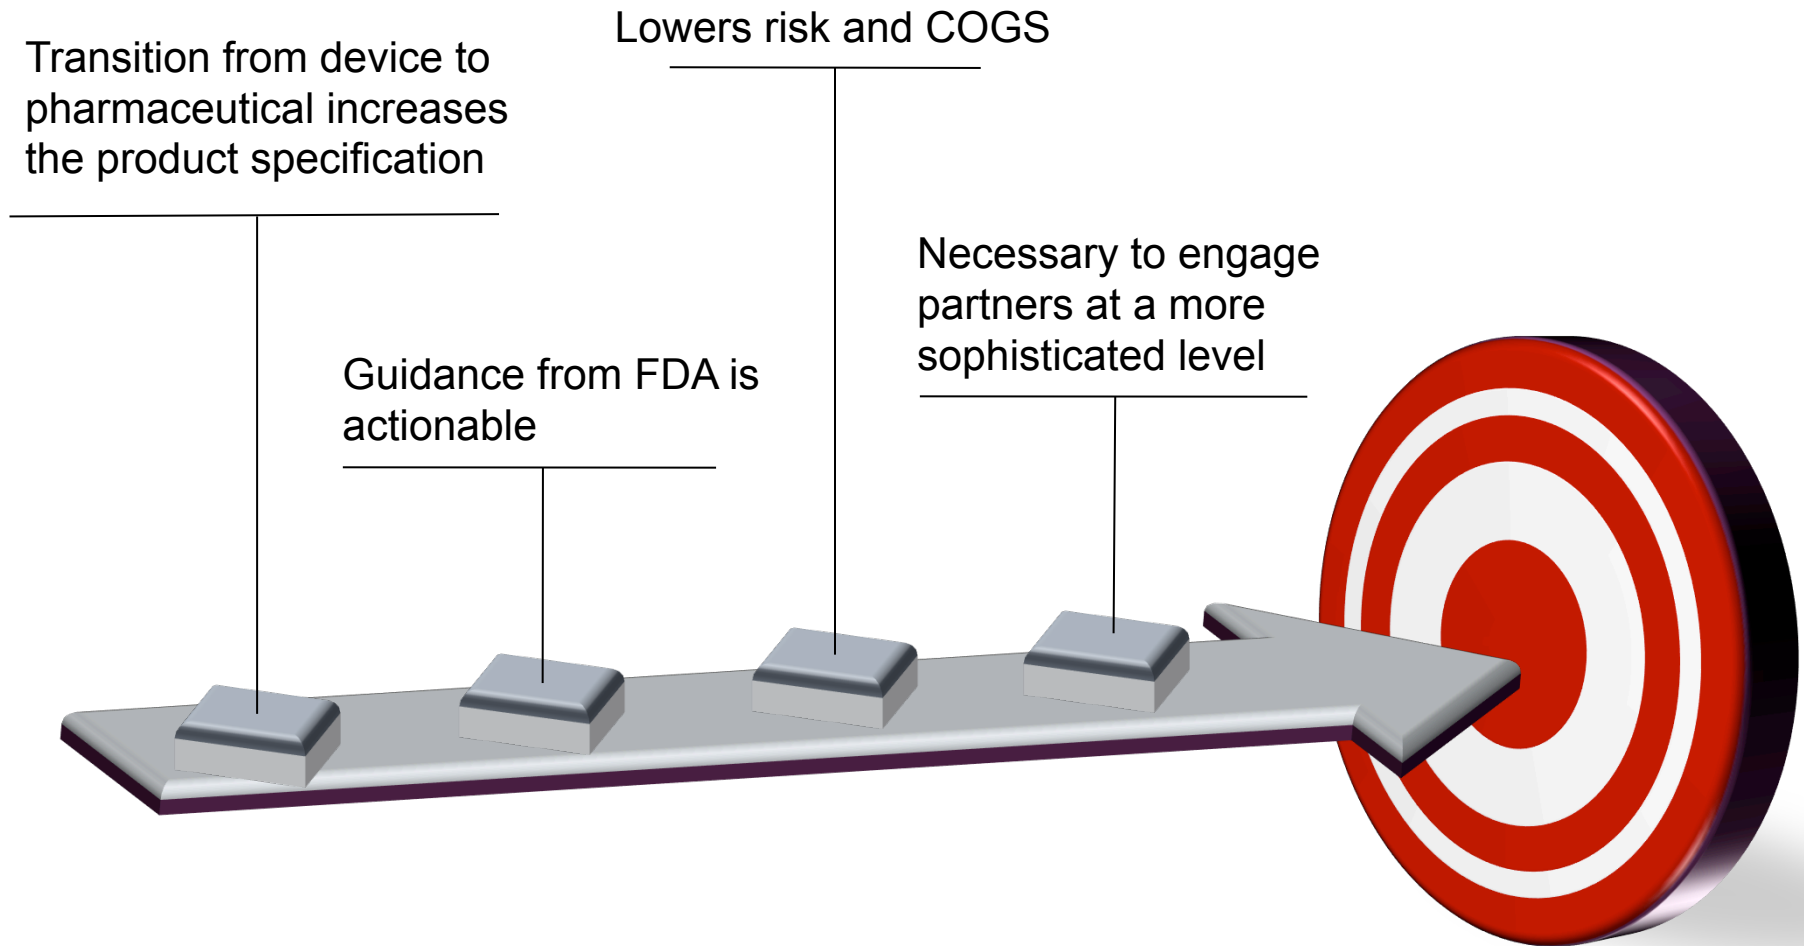 Transition from device to
pharmaceutical increases
the product specification
Guidance from FDA is
actionable
Lowers risk and COGS
Necessary to engage
partners at a more
sophisticated level